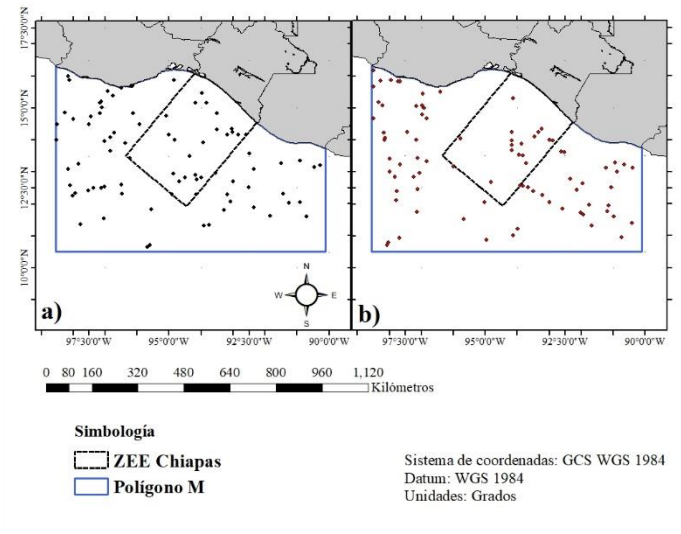 17°30'0"N
15°0'0"N
12°30'0"N
10°0'0"N
a)
b)
N
W E
S
97°30'0"W 95°0'0"W 92°30'0"W 90°0'0"W 97°30'0"W 95°0'0"W 92°30'0"W 90°0'0"W
0 80 160 320 480 640 800 960 1,120
Kilómetros
Simbología
ZEE Chiapas
Polígono M
Sistema de coordenadas: GCS WGS 1984
Datum: WGS 1984
Unidades: Grados